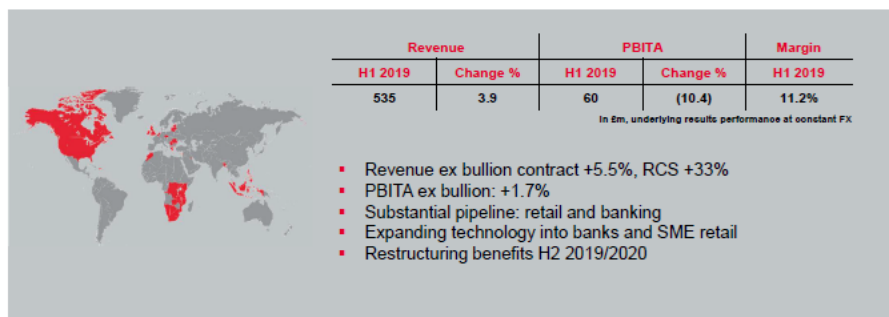 Revenue PBITA Margin
H1 2019 Change % H1 2019 Change % H1 2019
535 3.9 60 (10.4) 11.2%
In £m, underlying results performance at constant FX
▪ Revenue ex bullion contract +5.5%, RCS +33%
▪ PBITA ex bullion: +1.7%
▪ Substantial pipeline: retail and banking
▪ Expanding technology into banks and SME retail
▪ Restructuring benefits H2 2019/2020